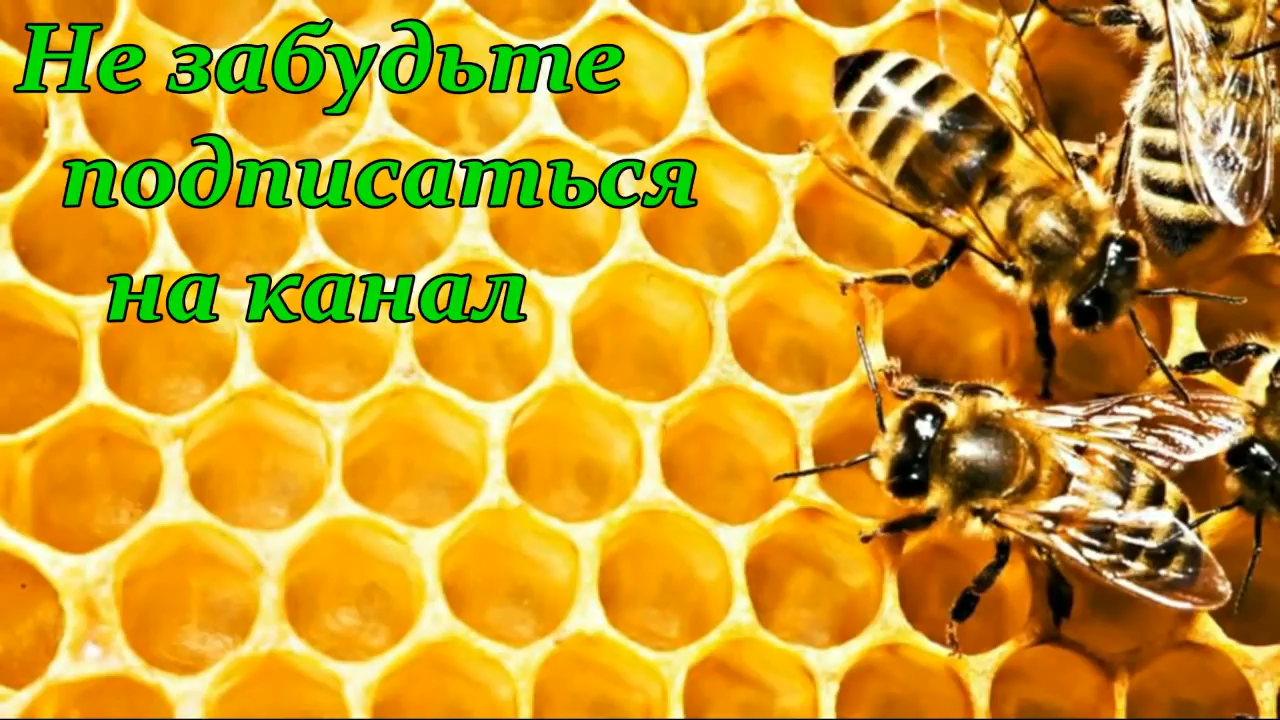 Не забудьте
подписаться
на канал